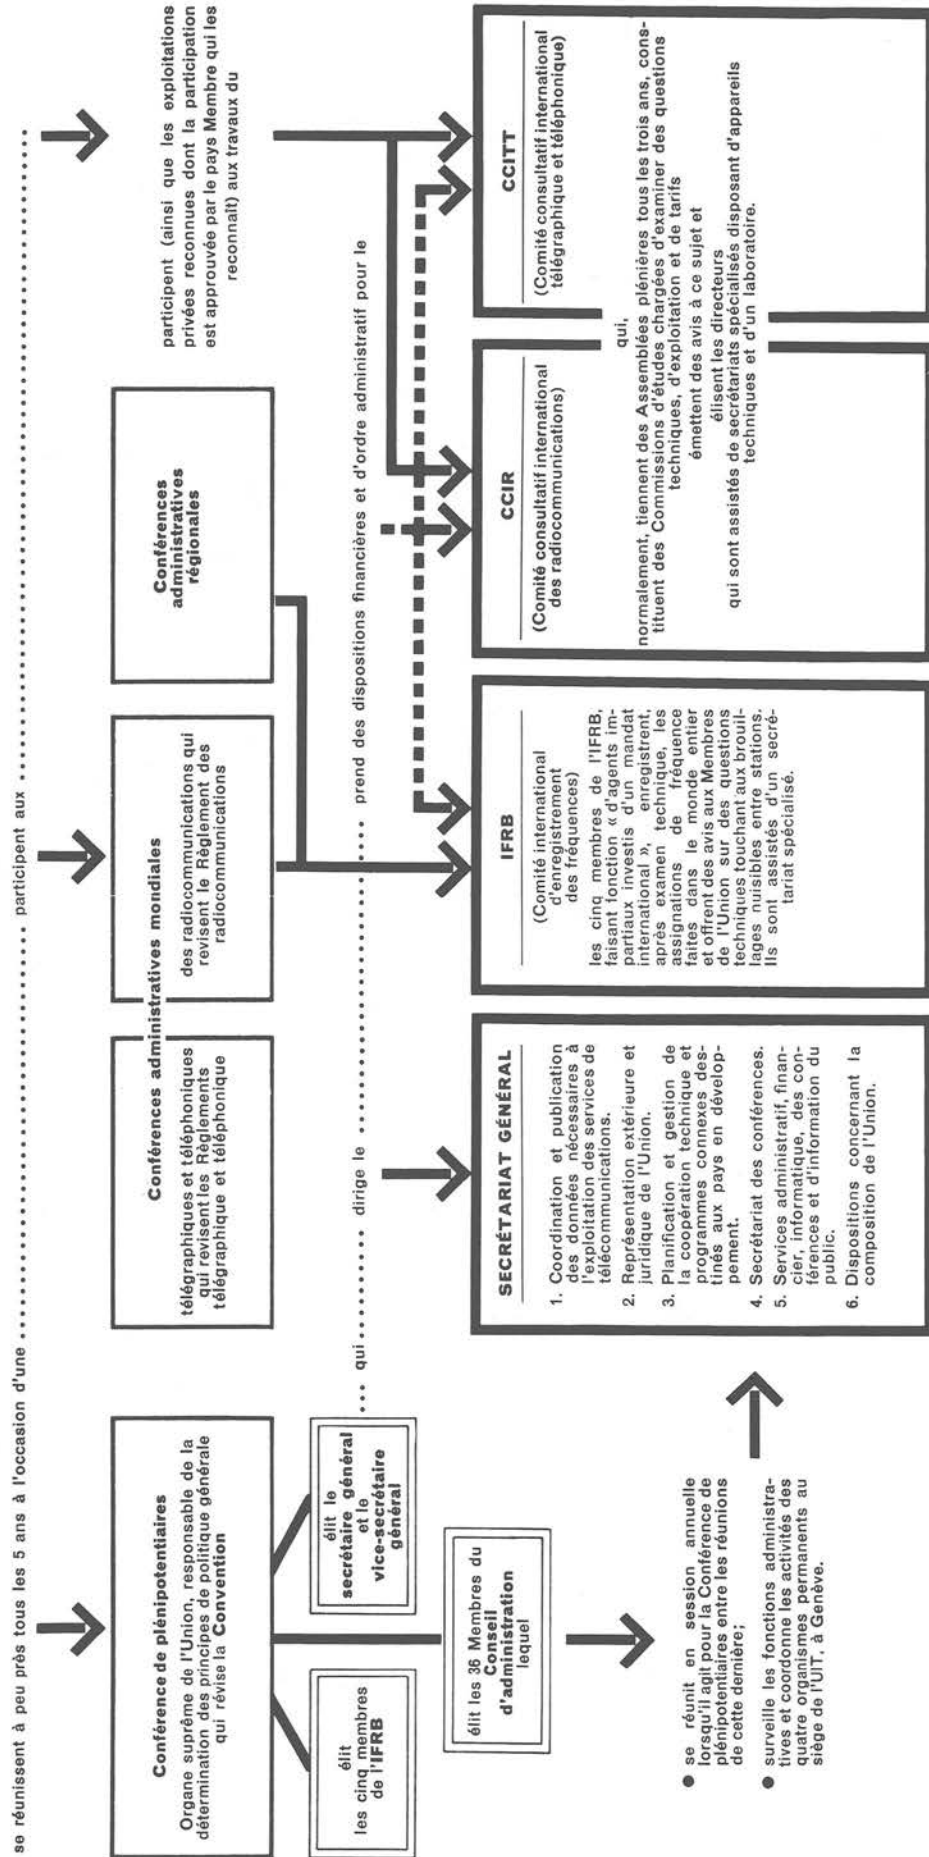 se réunissent à peu près tous les 5 ans à l'occasion d'une participent aux
Conférence de plénipotentiaires
Organe suprême de l'Union, responsable de la
détermination des principes de politique générale
qui révise la Convention
élit
les cinq membres
de l'IFRB
élit le
secrétaire général
et le
vice-secrétaire
général
élit les 36 Membres du
Conseil
d'administration
lequel
● se réunit en session annuelle
lorsqu'il agit pour la Conférence de
plénipotentiaires entre les réunions
de cette dernière;
● surveille les fonctions administra-
tives et coordonne les activités des
quatre organismes permanents au
siège de l'UIT, à Genève.
Conférences administratives mondiales
télégraphiques et téléphoniques
qui revisent les Règlements
télégraphique et téléphonique
des radiocommunications qui
revisent le Règlement des
radiocommunications
Conférences
administratives
régionales
participent (ainsi que les exploitations
privées reconnues dont la participation
est approuvée par le pays Membre qui les
reconnaît) aux travaux du
... qui dirige le prend des dispositions financières et d'ordre administratif pour le
SECRÉTARIAT GÉNÉRAL
1. Coordination et publication
des données nécessaires à
l'exploitation des services de
télécommunications.
2. Représentation extérieure et
juridique de l'Union.
3. Planification et gestion de
la coopération technique et
programmes connexes des-
tinés aux pays en dévelop-
pement.
4. Secrétariat des conférences.
5. Services administratif, finan-
cier, informatique, des con-
férences et d'information du
public.
6. Dispositions concernant la
composition de l'Union.
IFRB
(Comité international
d'enregistrement
des fréquences)
les cinq membres de l'IFRB,
faisant fonction « d'agents im-
partiaux investis d'un mandat
international », enregistrent,
après examen technique, les
assignations de fréquence
faites dans le monde entier
et offrent des avis aux Membres
de l'Union sur des questions
techniques touchant aux brouil-
lages nuisibles entre stations.
Ils sont assistés d'un secré-
tariat spécialisé.
CCIR
(Comité consultatif international
des radiocommunications)
CCITT
(Comité consultatif international
télégraphique et téléphonique)
qui,
normalement, tiennent des Assemblées plénières tous les trois ans, cons-
tituent des Commissions d'études chargées d'examiner des questions
techniques, d'exploitation et de tarifs
émettent des avis à ce sujet et
élisent les directeurs
qui sont assistés de secrétariats spécialisés disposant d'appareils
techniques et d'un laboratoire.